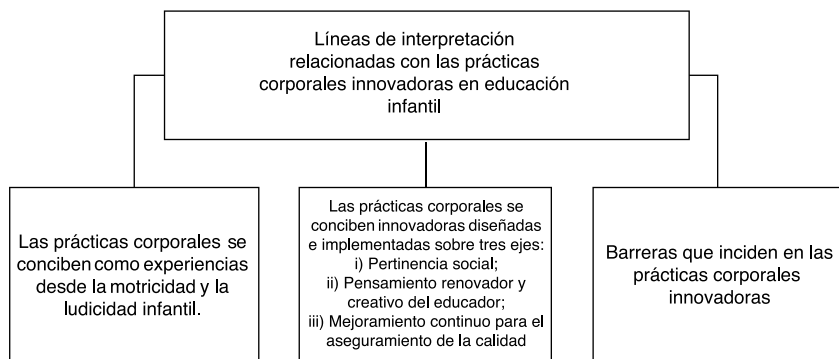 Líneas de interpretación
relacionadas con las prácticas
corporales innovadoras en educación
infantil
Las prácticas corporales se
conciben como experiencias
desde la motricidad y la
ludicidad infantil.
Las prácticas corporales se
conciben innovadoras diseñadas
e implementadas sobre tres ejes:
i) Pertinencia social;
ii) Pensamiento renovador y
creativo del educador;
iii) Mejoramiento continuo para el
aseguramiento de la calidad
Barreras que inciden en las
prácticas corporales
innovadoras